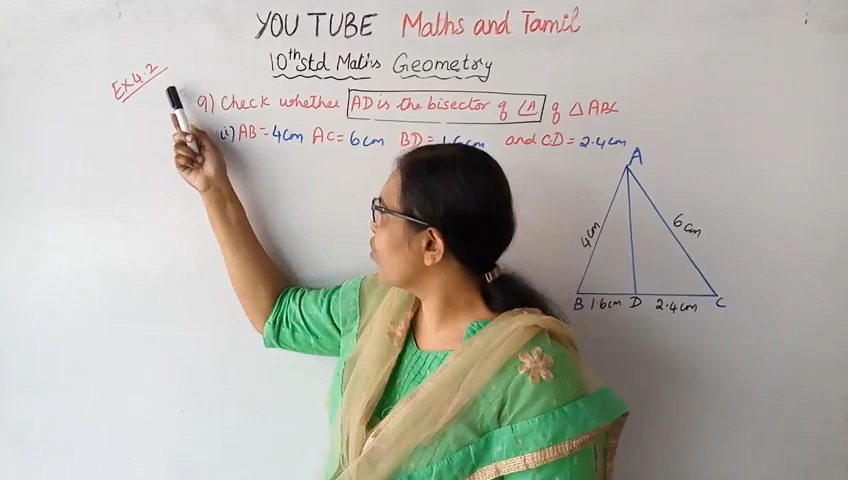 YOU TUBE Maths and Tamil
10th std Maths Geometry
Ex 4.2
9) Check whether AD is the bisector of ∠A of △ABC
ii) AB = 4cm AC = 6cm BD = 1.6cm and CD = 2.4cm
A
4cm
6cm
B 1.6cm D 2.4cm C